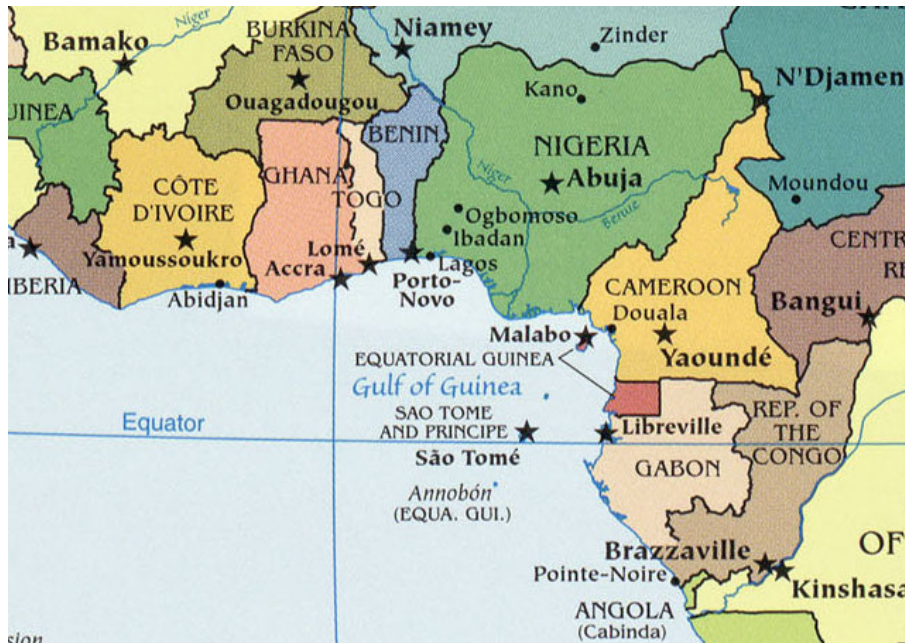 Bamako
Niger
BURKINA
FASO
Niamey
Zinder
N'Djamen
Ouagadougou
Kano
UINEA
BENIN
NIGERIA
GHANA
TOGO
Niger
Abuja
Moundou
CÔTE
D'IVOIRE
Ogbomoso
Ibadan
Benue
Yamoussoukro
Lomé
Accra
Lagos
CENTR
RE
IBERIA
a
Abidjan
Porto-
Novo
CAMEROON
Douala
Bangui
Malabo
Yaoundé
EQUATORIAL GUINEA
Gulf of Guinea
Equator
SAO TOME
AND PRINCIPE
Libreville
REP. OF
THE
CONGO
São Tomé
GABON
Annobón
(EQUA. GUI.)
Brazzaville
OF
Pointe-Noire
Kinshasa
ANGOLA
(Cabinda)
sion